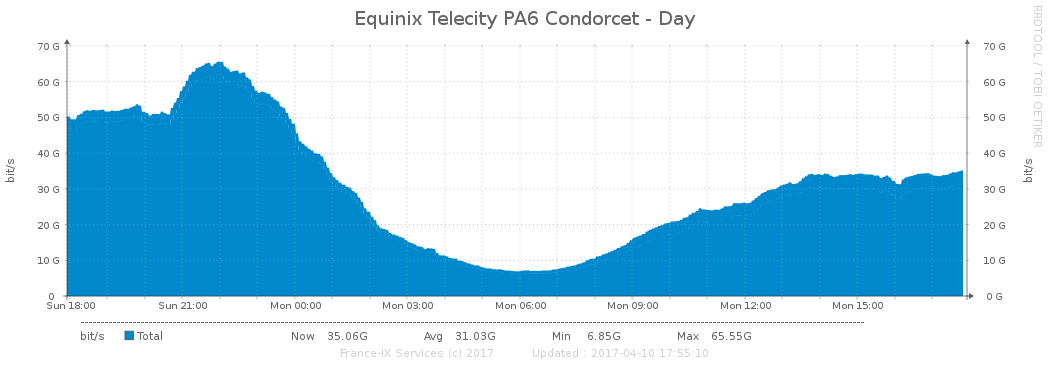 Equinix Telecity PA6 Condorcet - Day
RRDTOOL / TOBI OETIKER
70 G 70 G
60 G 60 G
50 G 50 G
40 G 40 G
30 G 30 G
20 G 20 G
10 G 10 G
0 0 G
bit/s bit/s
Sun 18:00 Sun 21:00 Mon 00:00 Mon 03:00 Mon 06:00 Mon 09:00 Mon 12:00 Mon 15:00
bit/s Total Now 35.06G Avg 31.03G Min 6.85G Max 65.55G
France-IX Services (c) 2017 Updated : 2017-04-10 17:55:10